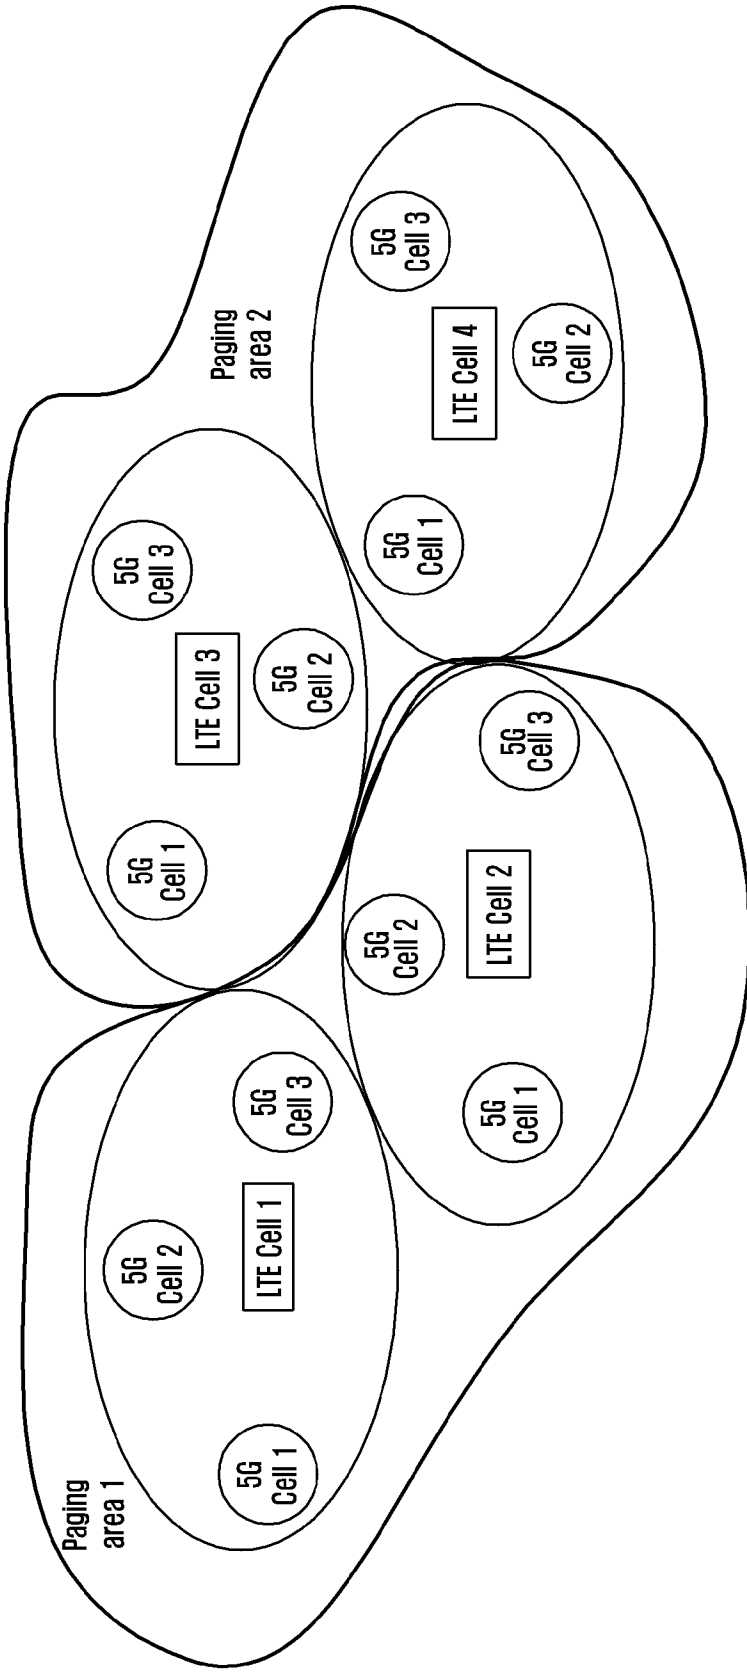 Paging
area 1
5G
Cell 1
5G
Cell 2
LTE Cell 1
5G
Cell 3
5G
Cell 1
5G
Cell 2
LTE Cell 2
5G
Cell 3
5G
Cell 1
LTE Cell 3
5G
Cell 2
5G
Cell 3
Paging
area 2
5G
Cell 1
LTE Cell 4
5G
Cell 2
5G
Cell 3